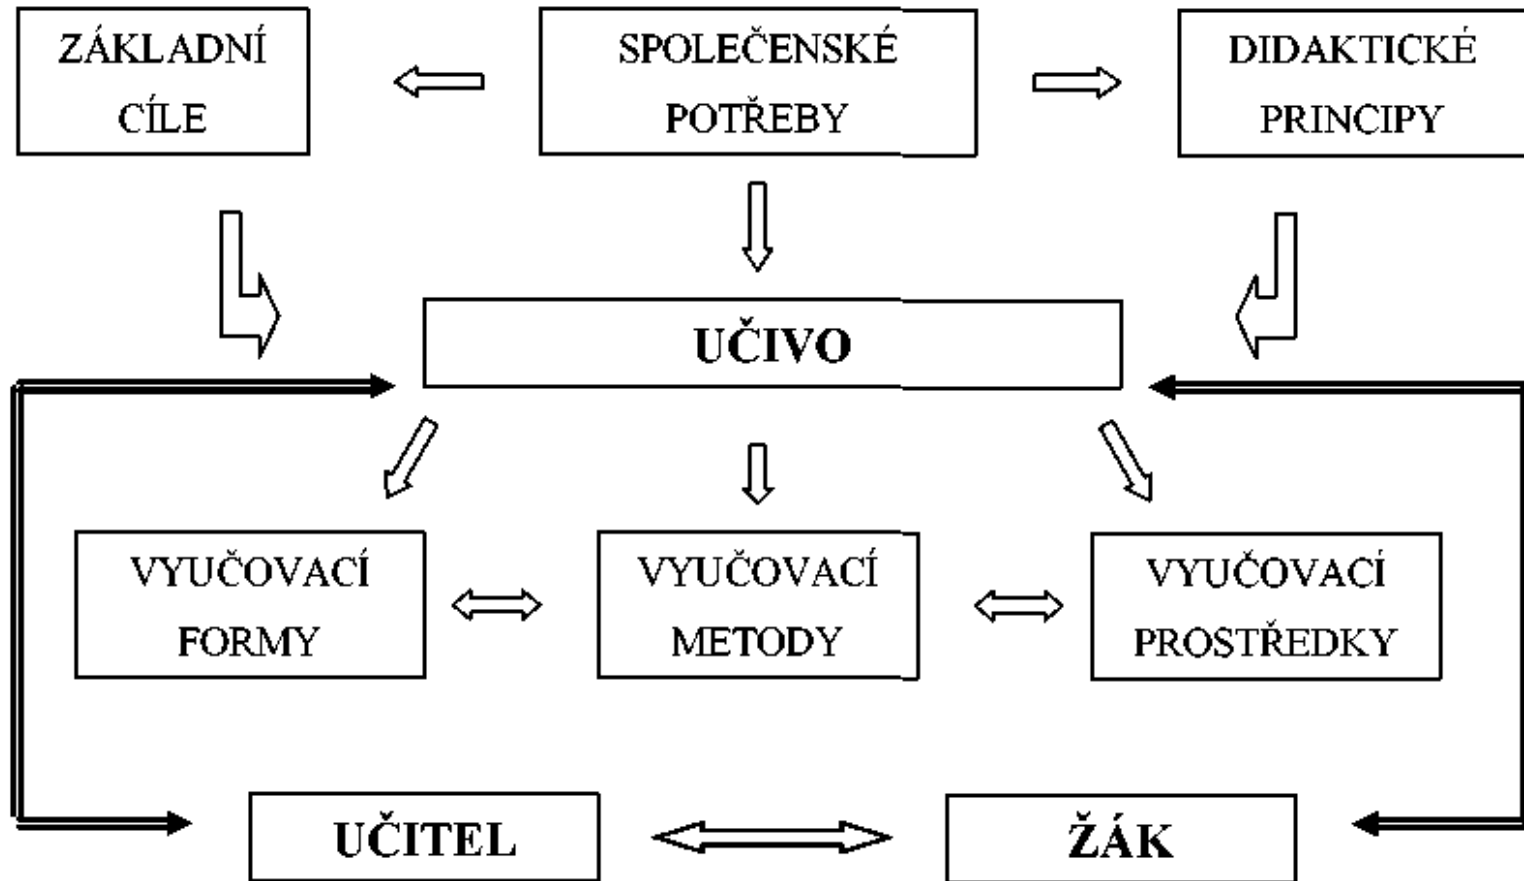 ZÁKLADNÍ
CÍLE
SPOLEČENSKÉ
POTŘEBY
DIDAKTICKÉ
PRINCIPY
UČIVO
VYUČOVACÍ
FORMY
VYUČOVACÍ
METODY
VYUČOVACÍ
PROSTŘEDKY
UČITEL
ŽÁK